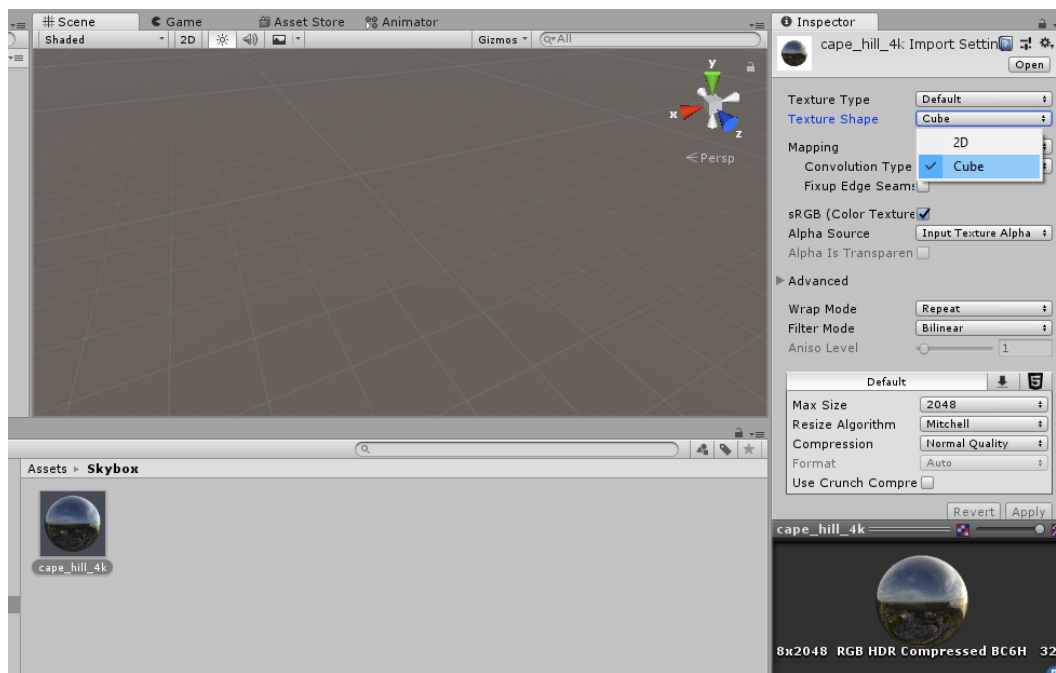 Scene
Game
Asset Store
Animator
Shaded
2D
Gizmos
All
y
x
z
Persp
Assets
Skybox
cape_hill_4k
Inspector
cape_hill_4k Import Settin
Open
Texture Type Default
Texture Shape Cube
2D
Mapping
Convolution Type
Cube
Fixup Edge Seams
sRGB (Color Texture
Alpha Source Input Texture Alpha
Alpha Is Transparen
Advanced
Wrap Mode Repeat
Filter Mode Bilinear
Aniso Level 1
Default
Max Size 2048
Resize Algorithm Mitchell
Compression Normal Quality
Format Auto
Use Crunch Compre
Revert Apply
cape_hill_4k
8x2048 RGB HDR Compressed BC6H 32